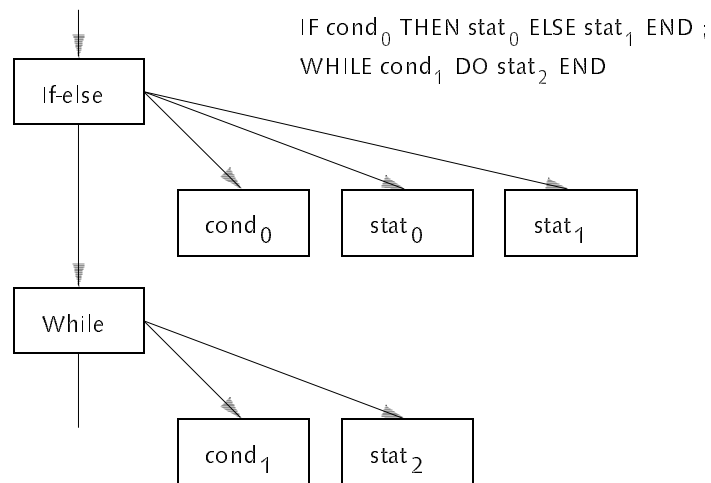 IF cond₀ THEN stat₀ ELSE stat₁ END ;
WHILE cond₁ DO stat₂ END
If-else
cond₀ stat₀ stat₁
While
cond₁ stat₂